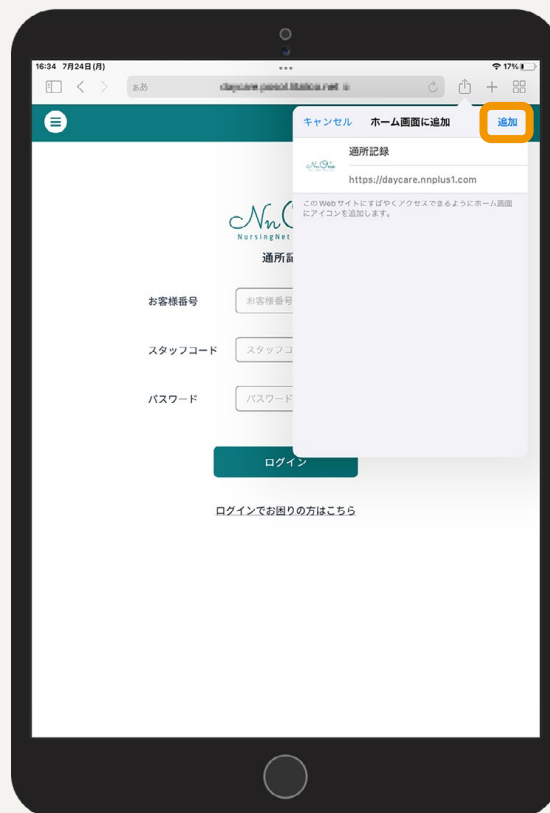 16:34 7月24日(月)
17%
ぁあ
キャンセル ホーム画面に追加 追加
通所記録
https://daycare.nnplus1.com
このWebサイトにすばやくアクセスできるようにホーム画面
にアイコンを追加します。
NursingNet
通所記
お客様番号 お客様番号
スタッフコード スタッフコ
パスワード パスワード
ログイン
ログインでお困りの方はこちら